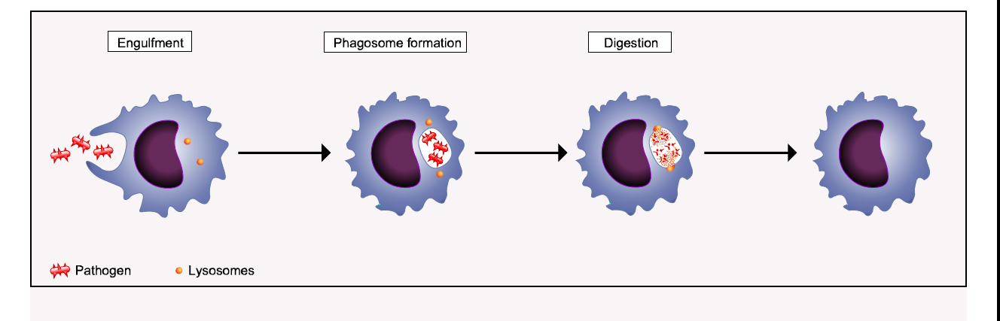 Engulfment
Phagosome formation
Digestion
Pathogen
Lysosomes